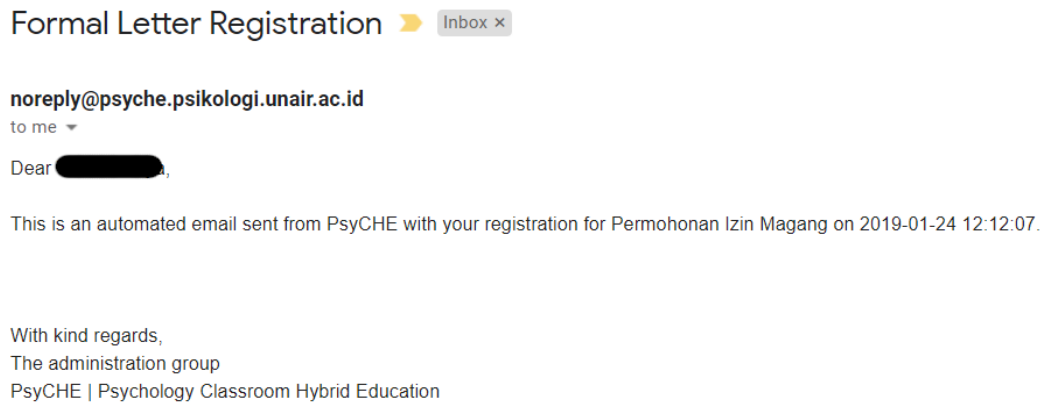 Formal Letter Registration
Inbox ×
noreply@psyche.psikologi.unair.ac.id
to me
Dear ,
This is an automated email sent from PsyCHE with your registration for Permohonan Izin Magang on 2019-01-24 12:12:07.
With kind regards,
The administration group
PsyCHE | Psychology Classroom Hybrid Education